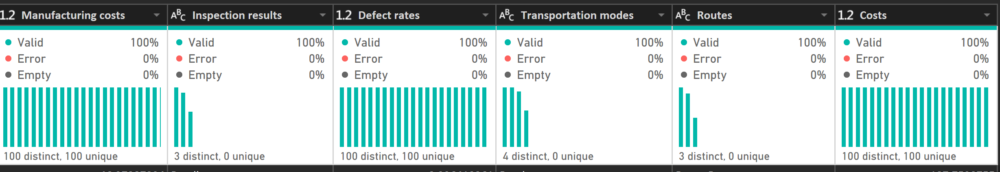 1.2 Manufacturing costs ABC Inspection results 1.2 Defect rates ABC Transportation modes ABC Routes 1.2 Costs
Valid 100% Valid 100% Valid 100% Valid 100% Valid 100% Valid 100%
Error 0% Error 0% Error 0% Error 0% Error 0% Error 0%
Empty 0% Empty 0% Empty 0% Empty 0% Empty 0% Empty 0%
100 distinct, 100 unique 3 distinct, 0 unique 100 distinct, 100 unique 4 distinct, 0 unique 3 distinct, 0 unique 100 distinct, 100 unique